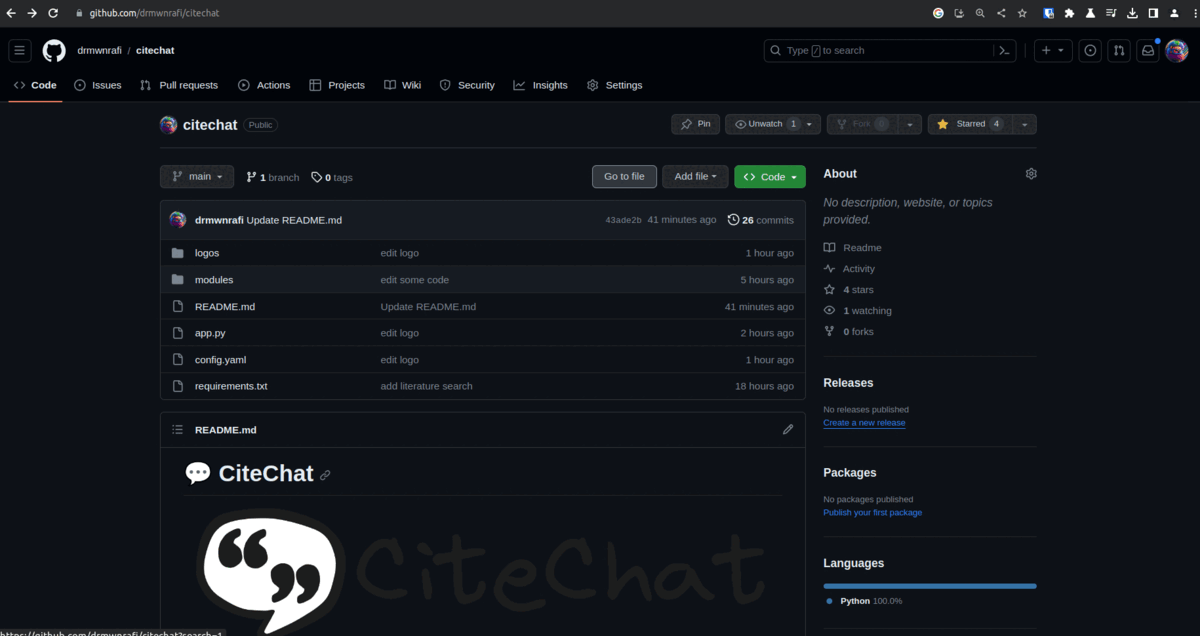 github.com/drmwnrafi/citechat
drmwnrafi / citechat
Type / to search
Code Issues Pull requests Actions Projects Wiki Security Insights Settings
citechat Public
Pin Unwatch 1 Fork 0 Starred 4
main 1 branch 0 tags Go to file Add file Code
drmwnrafi Update README.md 43ade2b 41 minutes ago 26 commits
logos edit logo 1 hour ago
modules edit some code 5 hours ago
README.md Update README.md 41 minutes ago
app.py edit logo 2 hours ago
config.yaml edit logo 1 hour ago
requirements.txt add literature search 18 hours ago
README.md
CiteChat
CiteChat
About
No description, website, or topics
provided.
Readme
Activity
4 stars
1 watching
0 forks
Releases
No releases published
Create a new release
Packages
No packages published
Publish your first package
Languages
Python 100.0%
https://github.com/drmwnrafi/citechat?search=1